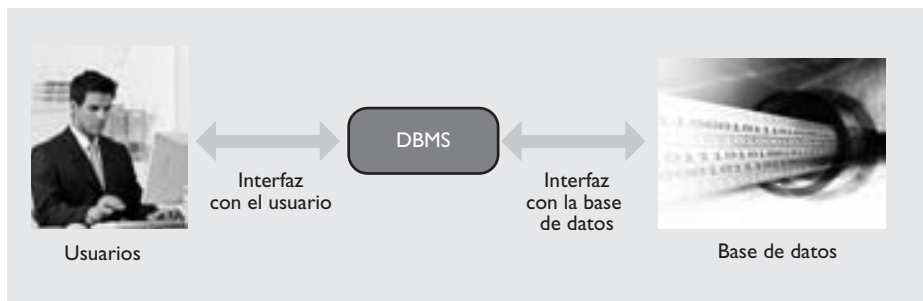 DBMS
Interfaz
con el usuario
Interfaz
con la base
de datos
Usuarios
Base de datos